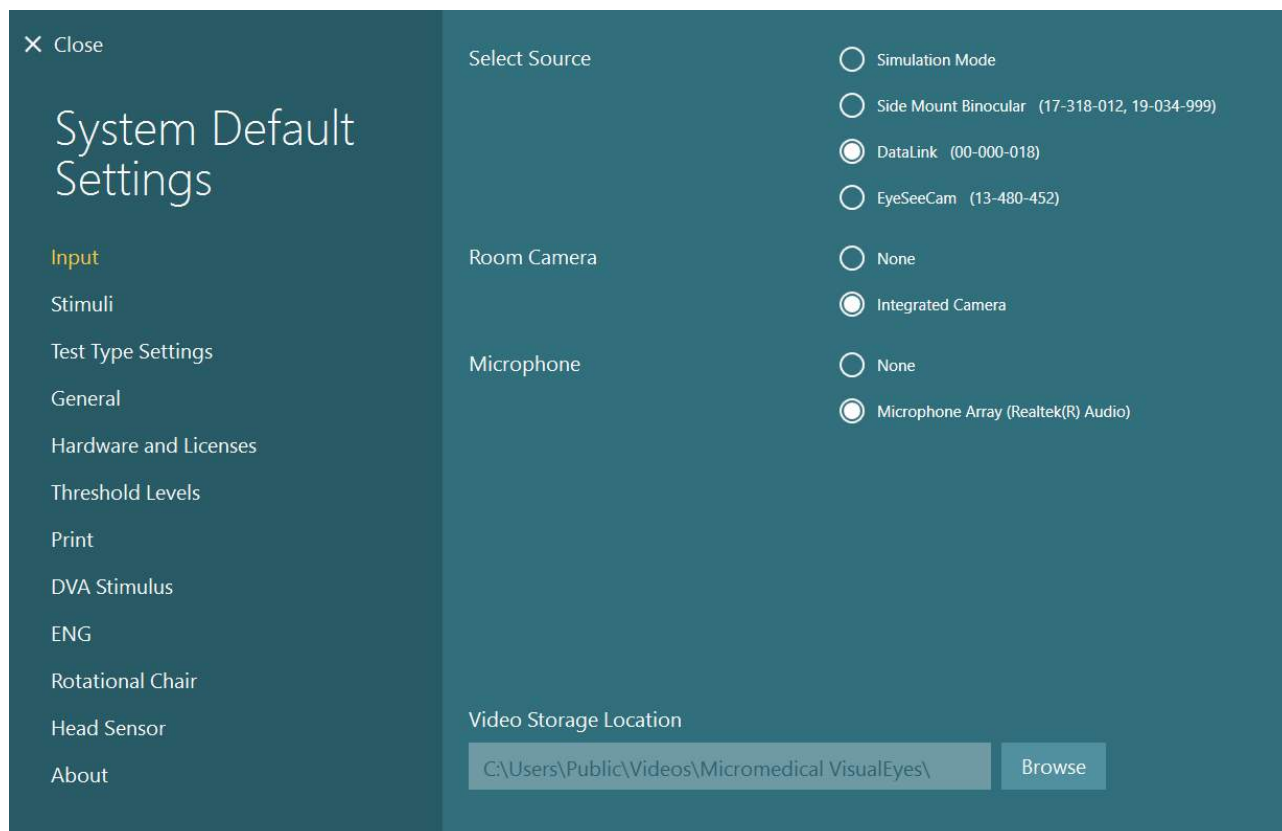 ✕ Close
System Default
Settings
Input
Stimuli
Test Type Settings
General
Hardware and Licenses
Threshold Levels
Print
DVA Stimulus
ENG
Rotational Chair
Head Sensor
About
Select Source
Simulation Mode
Side Mount Binocular (17-318-012, 19-034-999)
DataLink (00-000-018)
EyeSeeCam (13-480-452)
Room Camera
None
Integrated Camera
Microphone
None
Microphone Array (Realtek(R) Audio)
Video Storage Location
C:\Users\Public\Videos\Micromedical VisualEyes\
Browse